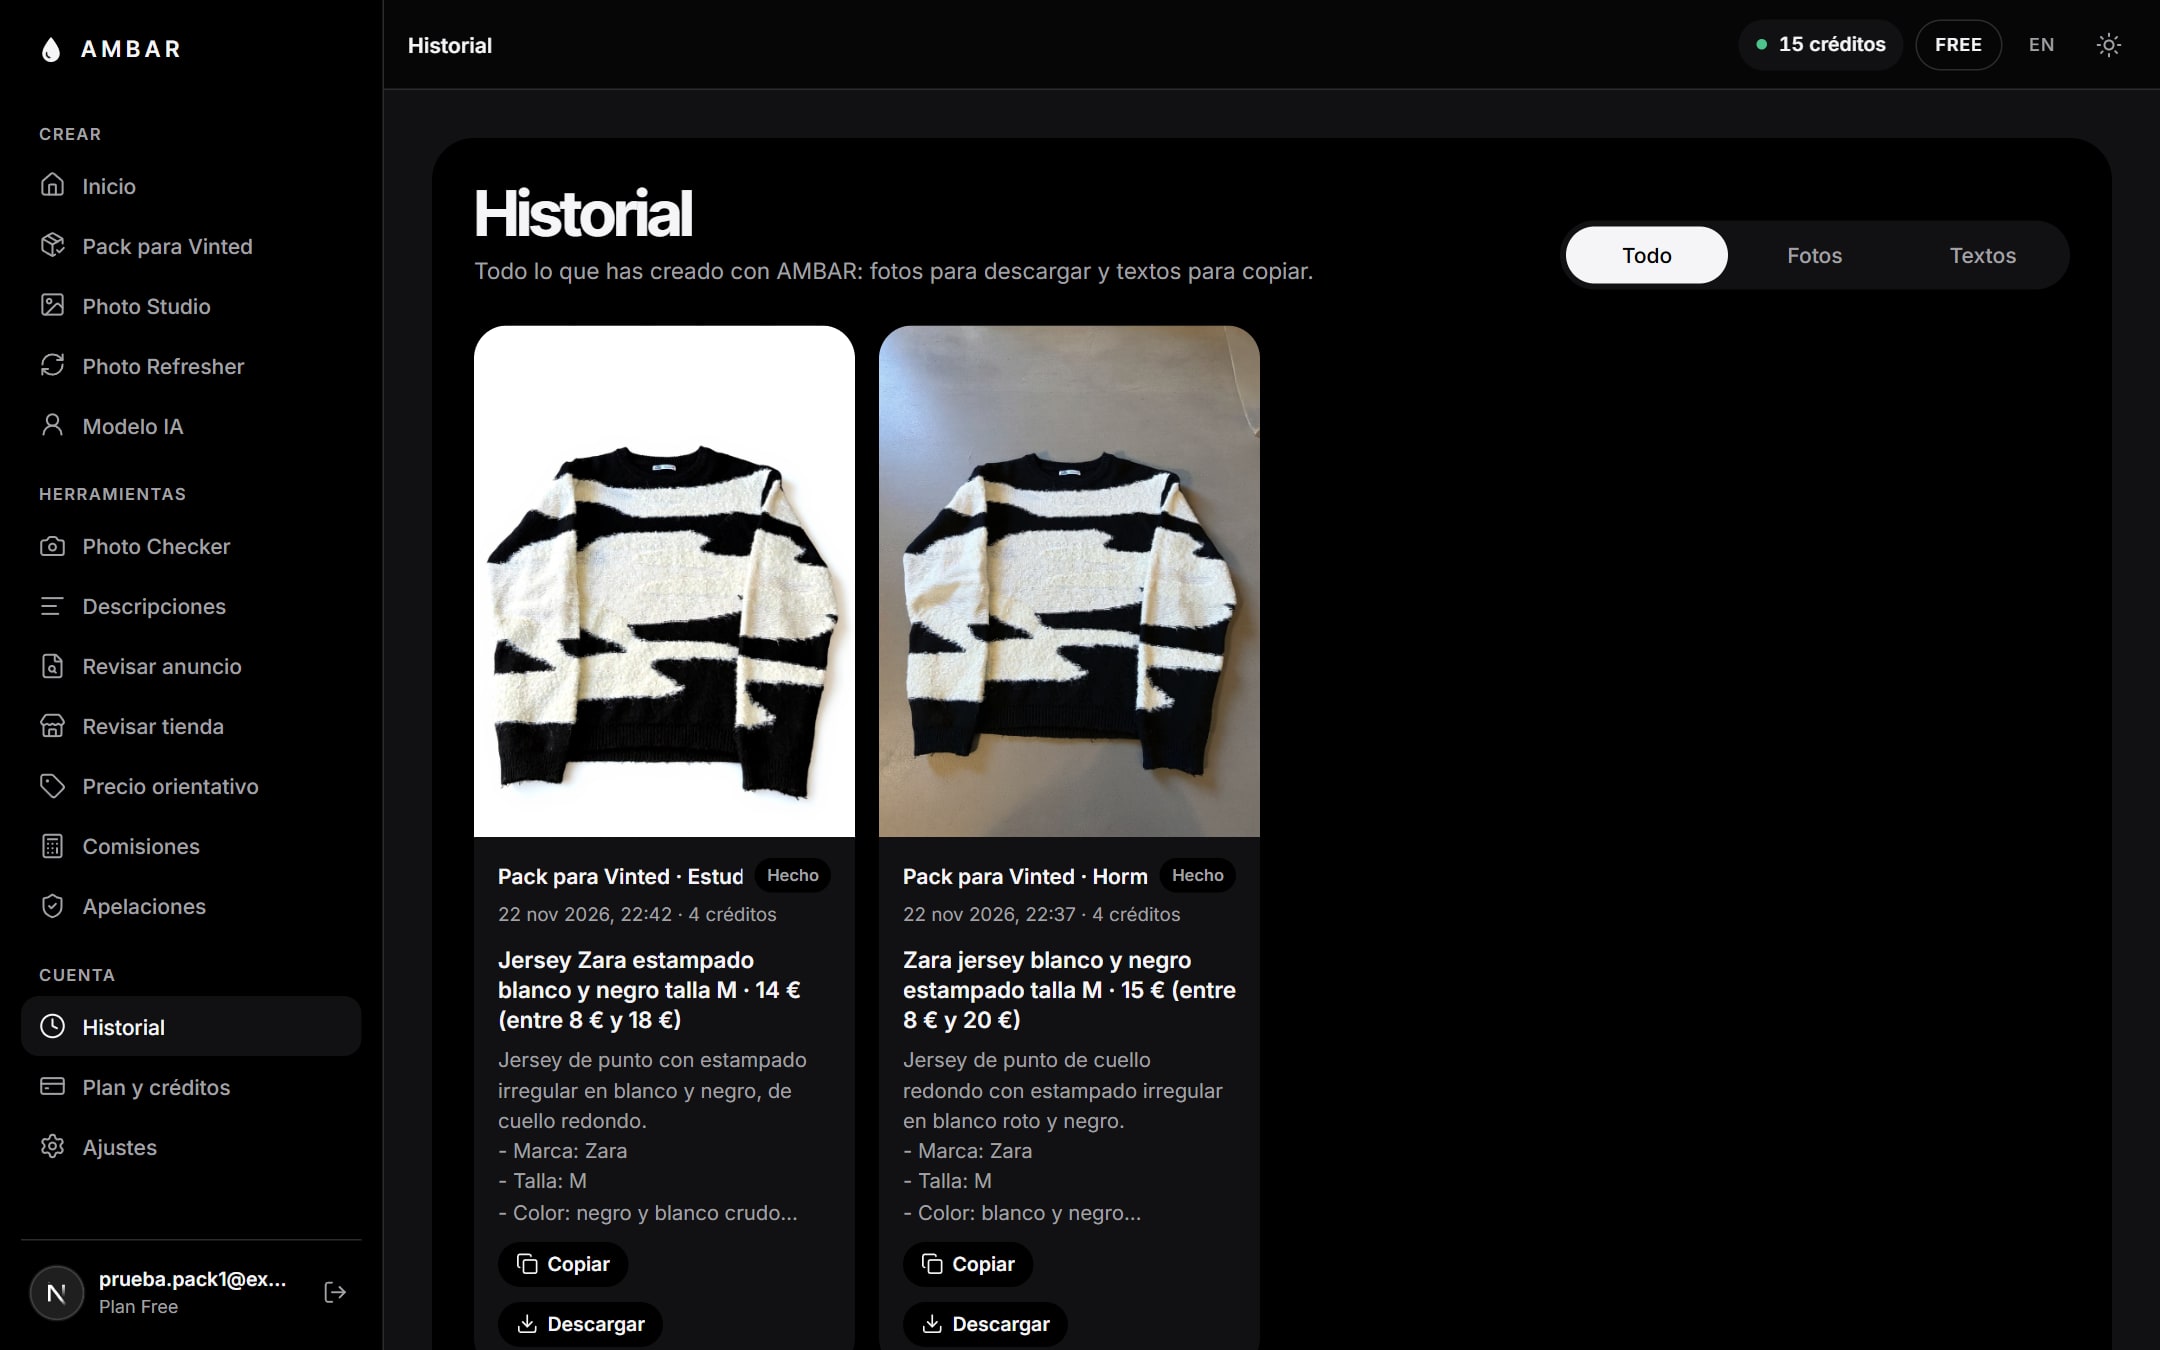 AMBAR
CREAR
Inicio
Pack para Vinted
Photo Studio
Photo Refresher
Modelo IA
HERRAMIENTAS
Photo Checker
Descripciones
Revisar anuncio
Revisar tienda
Precio orientativo
Comisiones
Apelaciones
CUENTA
Historial
Plan y créditos
Ajustes
N
prueba.pack1@ex...
Plan Free
Historial
15 créditos
FREE
EN
Historial
Todo lo que has creado con AMBAR: fotos para descargar y textos para copiar.
Todo
Fotos
Textos
Pack para Vinted · Estud
Hecho
22 nov 2026, 22:42 · 4 créditos
Jersey Zara estampado
blanco y negro talla M · 14 €
(entre 8 € y 18 €)
Jersey de punto con estampado
irregular en blanco y negro, de
cuello redondo.
- Marca: Zara
- Talla: M
- Color: negro y blanco crudo...
Copiar
Descargar
Pack para Vinted · Horm
Hecho
22 nov 2026, 22:37 · 4 créditos
Zara jersey blanco y negro
estampado talla M · 15 € (entre
8 € y 20 €)
Jersey de punto de cuello
redondo con estampado irregular
en blanco roto y negro.
- Marca: Zara
- Talla: M
- Color: blanco y negro...
Copiar
Descargar